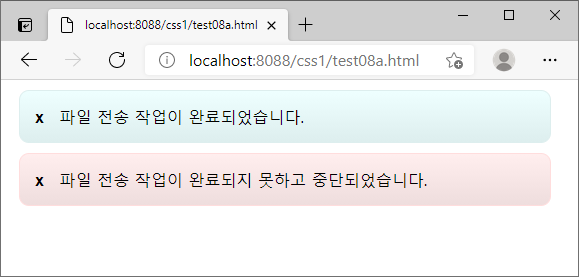 localhost:8088/css1/test08a.html
localhost:8088/css1/test08a.html
x 파일 전송 작업이 완료되었습니다.
x 파일 전송 작업이 완료되지 못하고 중단되었습니다.